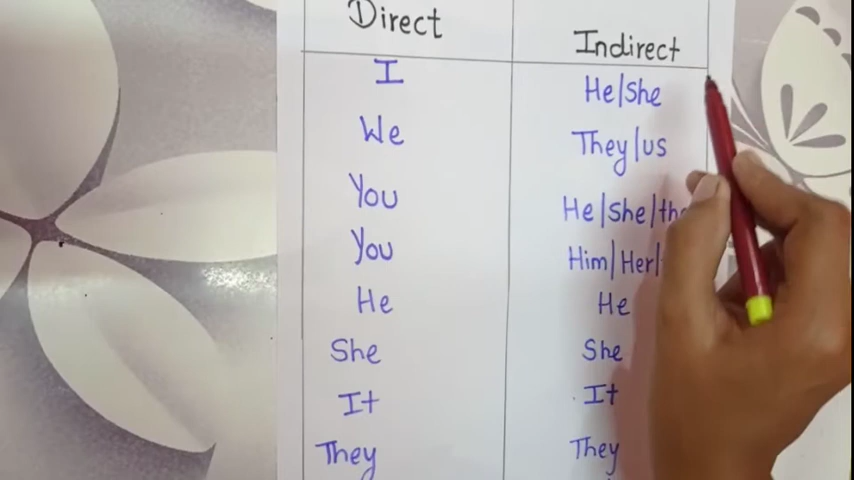 Direct Indirect
I He/She
We They/us
You He/She/
You Him/Her/
He He
She She
It It
They They